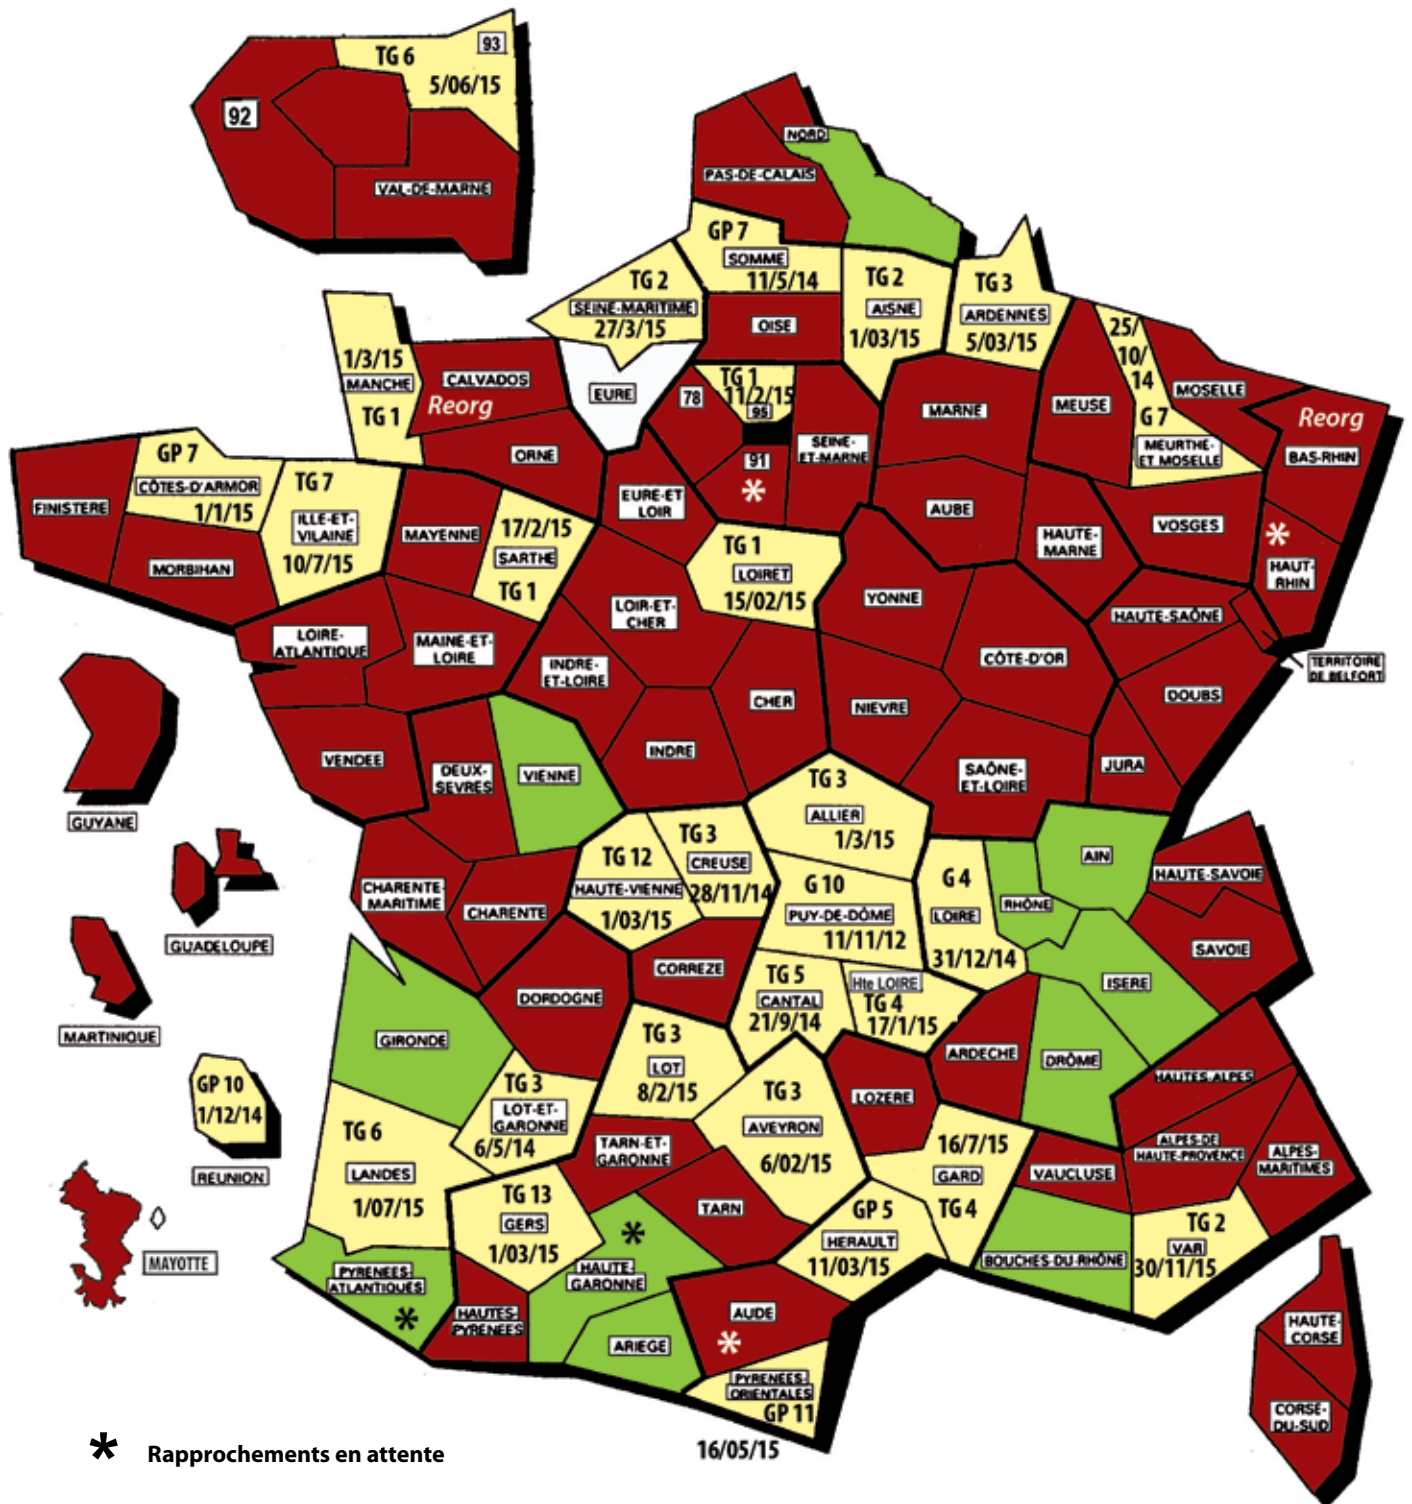 TG 6
93
5/06/15
92
VAL-DE-MARNE
NORD
PAS-DE-CALAIS
GP 7
SOMME
11/5/14
TG 2
SEINE-MARITIME
27/3/15
OISE
TG 2
AISNE
1/03/15
TG 3
ARDENNES
5/03/15
1/3/15
MANCHE
TG 1
CALVADOS
Reorg
EURE
ORNE
78
TG 1
11/2/15
95
91
*
SEINE-
ET-MARNE
MARNE
AUBE
MEUSE
25/
10/
14
G 7
MEURTHE-
ET MOSELLE
MOSELLE
Reorg
BAS-RHIN
VOSGES
HAUTE-
MARNE
*
HAUT-
RHIN
FINISTERE
GP 7
CÔTES-D'ARMOR
1/1/15
MORBIHAN
TG 7
ILLE-ET-
VILAINE
10/7/15
MAYENNE
17/2/15
SARTHE
TG 1
EURE-ET
LOIR
TG 1
LOIRET
15/02/15
LOIR-ET-
CHER
YONNE
CÔTE-D'OR
HAUTE-SAÔNE
TERRITOIRE
DE BELFORT
DOUBS
JURA
LOIRE-
ATLANTIQUE
MAINE-ET-
LOIRE
INDRE-
ET-LOIRE
CHER
NIEVRE
INDRE
SAÔNE-
ET-LOIRE
VENDEE
DEUX-
SEVRES
VIENNE
GUYANE
GUADELOUPE
MARTINIQUE
GP 10
1/12/14
REUNION
MAYOTTE
TG 3
ALLIER
1/3/15
TG 12
HAUTE-VIENNE
1/03/15
TG 3
CREUSE
28/11/14
G 10
PUY-DE-DÔME
11/11/12
G 4
LOIRE
31/12/14
RHÔNE
AIN
HAUTE-SAVOIE
SAVOIE
ISERE
CHARENTE-
MARITIME
CHARENTE
CORREZE
DORDOGNE
TG 5
CANTAL
21/9/14
Hte LOIRE
TG 4
17/1/15
ARDECHE
DRÔME
HAUTES-ALPES
GIRONDE
TG 3
LOT
8/2/15
TG 3
LOT-ET-
GARONNE
6/5/14
TG 3
AVEYRON
6/02/15
LOZERE
16/7/15
GARD
TG 4
VAUCLUSE
ALPES-DE-
HAUTE-PROVENCE
ALPES-
MARITIMES
TG 6
LANDES
1/07/15
TARN-ET-
GARONNE
TARN
TG 13
GERS
1/03/15
GP 5
HERAULT
11/03/15
BOUCHES-DU-RHÔNE
TG 2
VAR
30/11/15
PYRENEES-
ATLANTIQUES
*
HAUTES-
PYRENEES
*
HAUTE-
GARONNE
ARIEGE
AUDE
*
PYRENEES-
ORIENTALES
GP 11
16/05/15
HAUTE-
CORSE
CORSE-
DU-SUD
* Rapprochements en attente